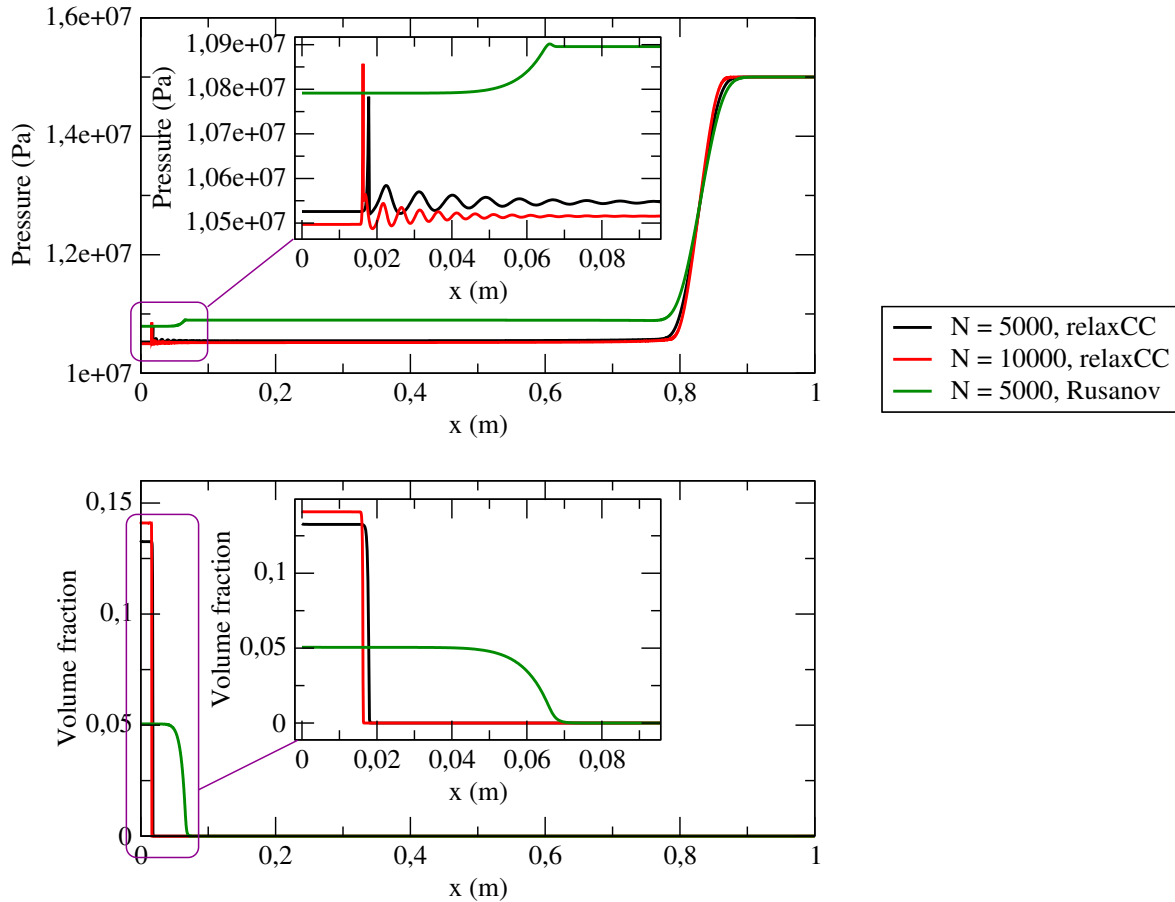 1,6e+07
1,4e+07
1,2e+07
1e+07
Pressure (Pa)
0
0,2
0,4
0,6
0,8
1
x (m)
1,09e+07
1,08e+07
1,07e+07
1,06e+07
1,05e+07
Pressure (Pa)
0
0,02
0,04
0,06
0,08
x (m)
N = 5000, relaxCC
N = 10000, relaxCC
N = 5000, Rusanov
0,15
0,1
0,05
0
Volume fraction
0
0,2
0,4
0,6
0,8
1
x (m)
0,1
0,05
0
Volume fraction
0
0,02
0,04
0,06
0,08
x (m)